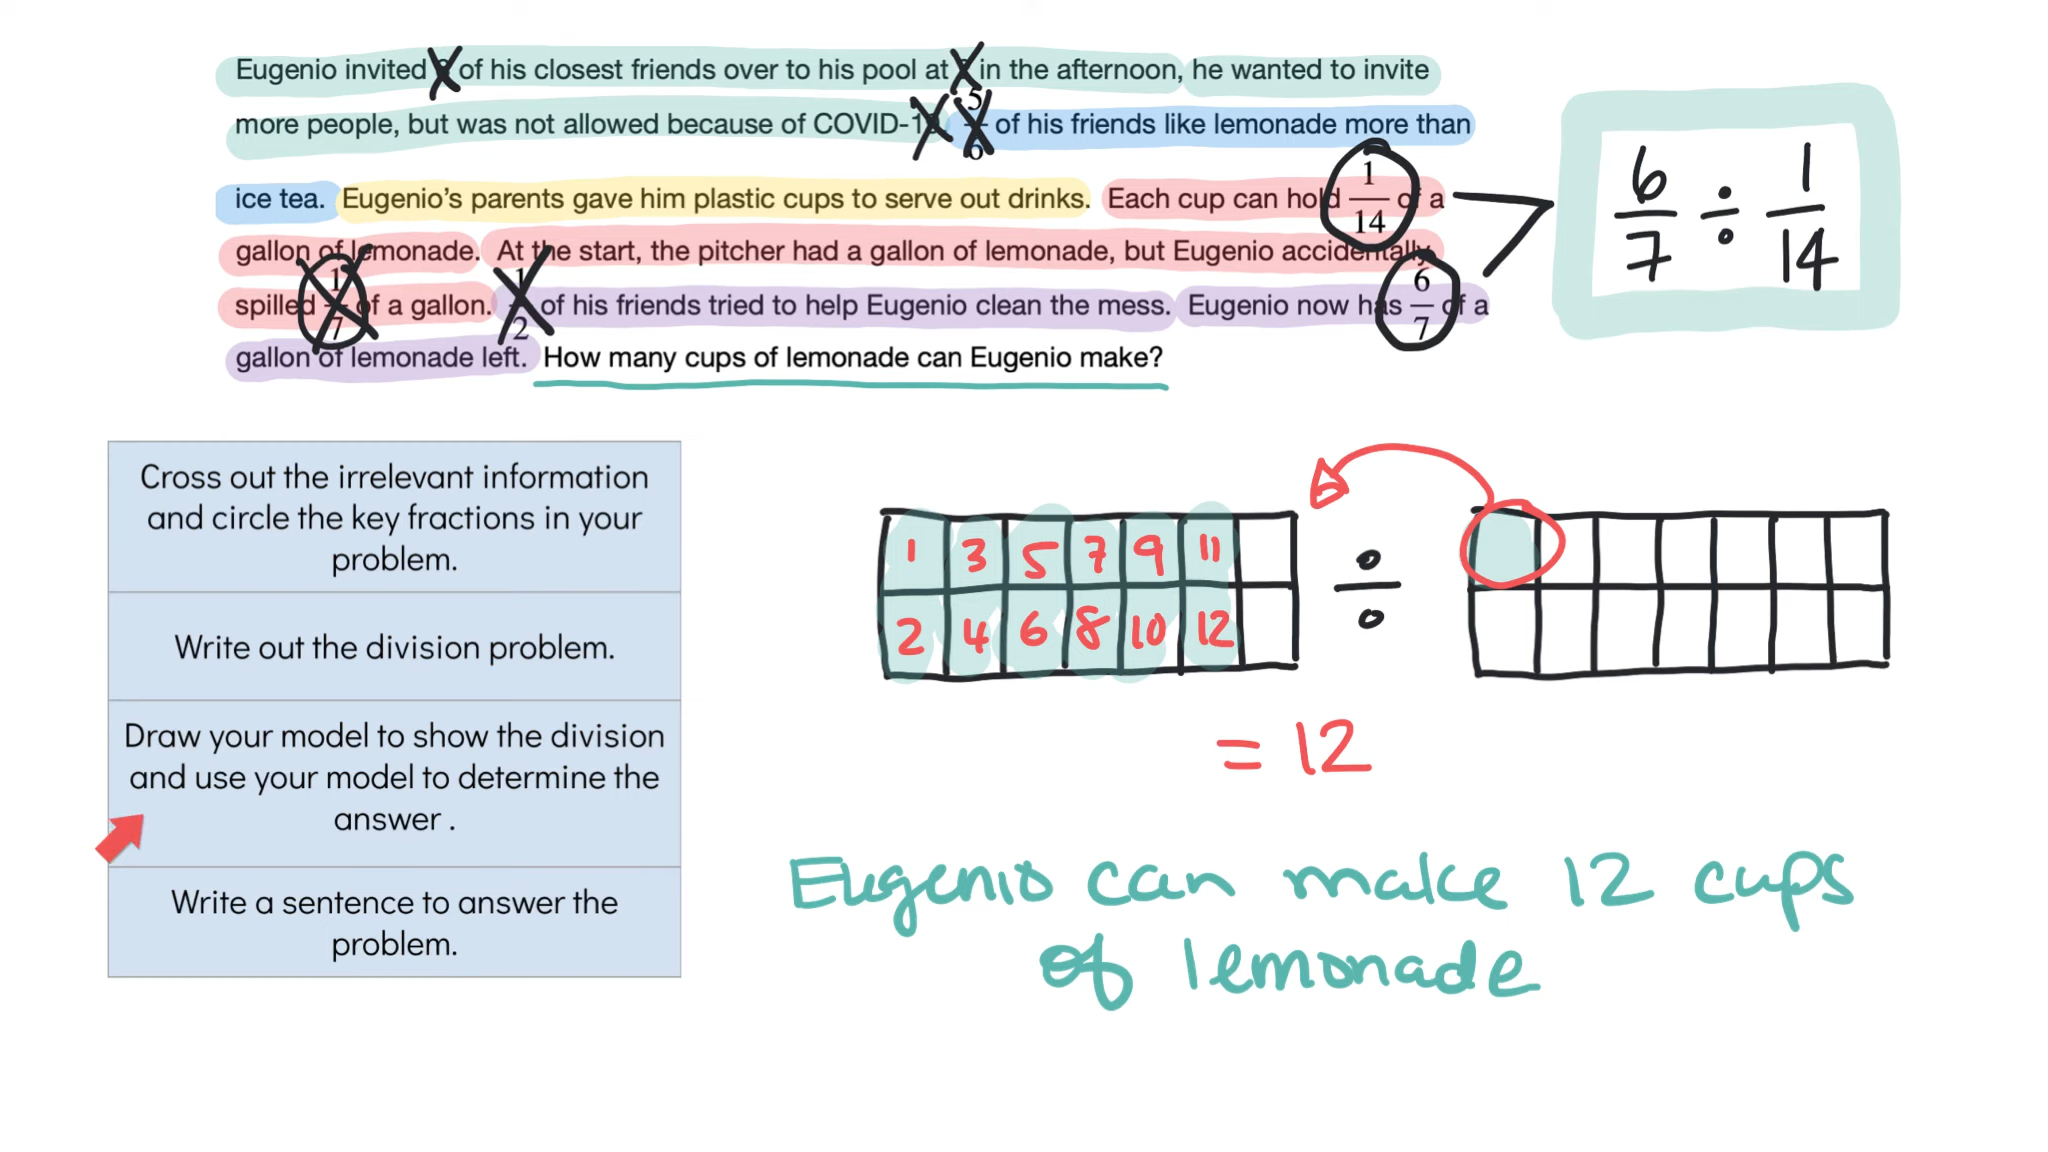 Eugenio invited of his closest friends over to his pool at in the afternoon, he wanted to invite
more people, but was not allowed because of COVID-1 5/6 of his friends like lemonade more than
ice tea. Eugenio's parents gave him plastic cups to serve out drinks. Each cup can hold 1/14 of a
gallon of lemonade. At the start, the pitcher had a gallon of lemonade, but Eugenio accidentally
spilled 1/7 of a gallon. 1/2 of his friends tried to help Eugenio clean the mess. Eugenio now has 6/7 of a
gallon of lemonade left. How many cups of lemonade can Eugenio make?
6/7 ÷ 1/14
Cross out the irrelevant information
and circle the key fractions in your
problem.
Write out the division problem.
Draw your model to show the division
and use your model to determine the
answer .
Write a sentence to answer the
problem.
1 3 5 7 9 11
÷
2 4 6 8 10 12
= 12
Eugenio can make 12 cups
of lemonade